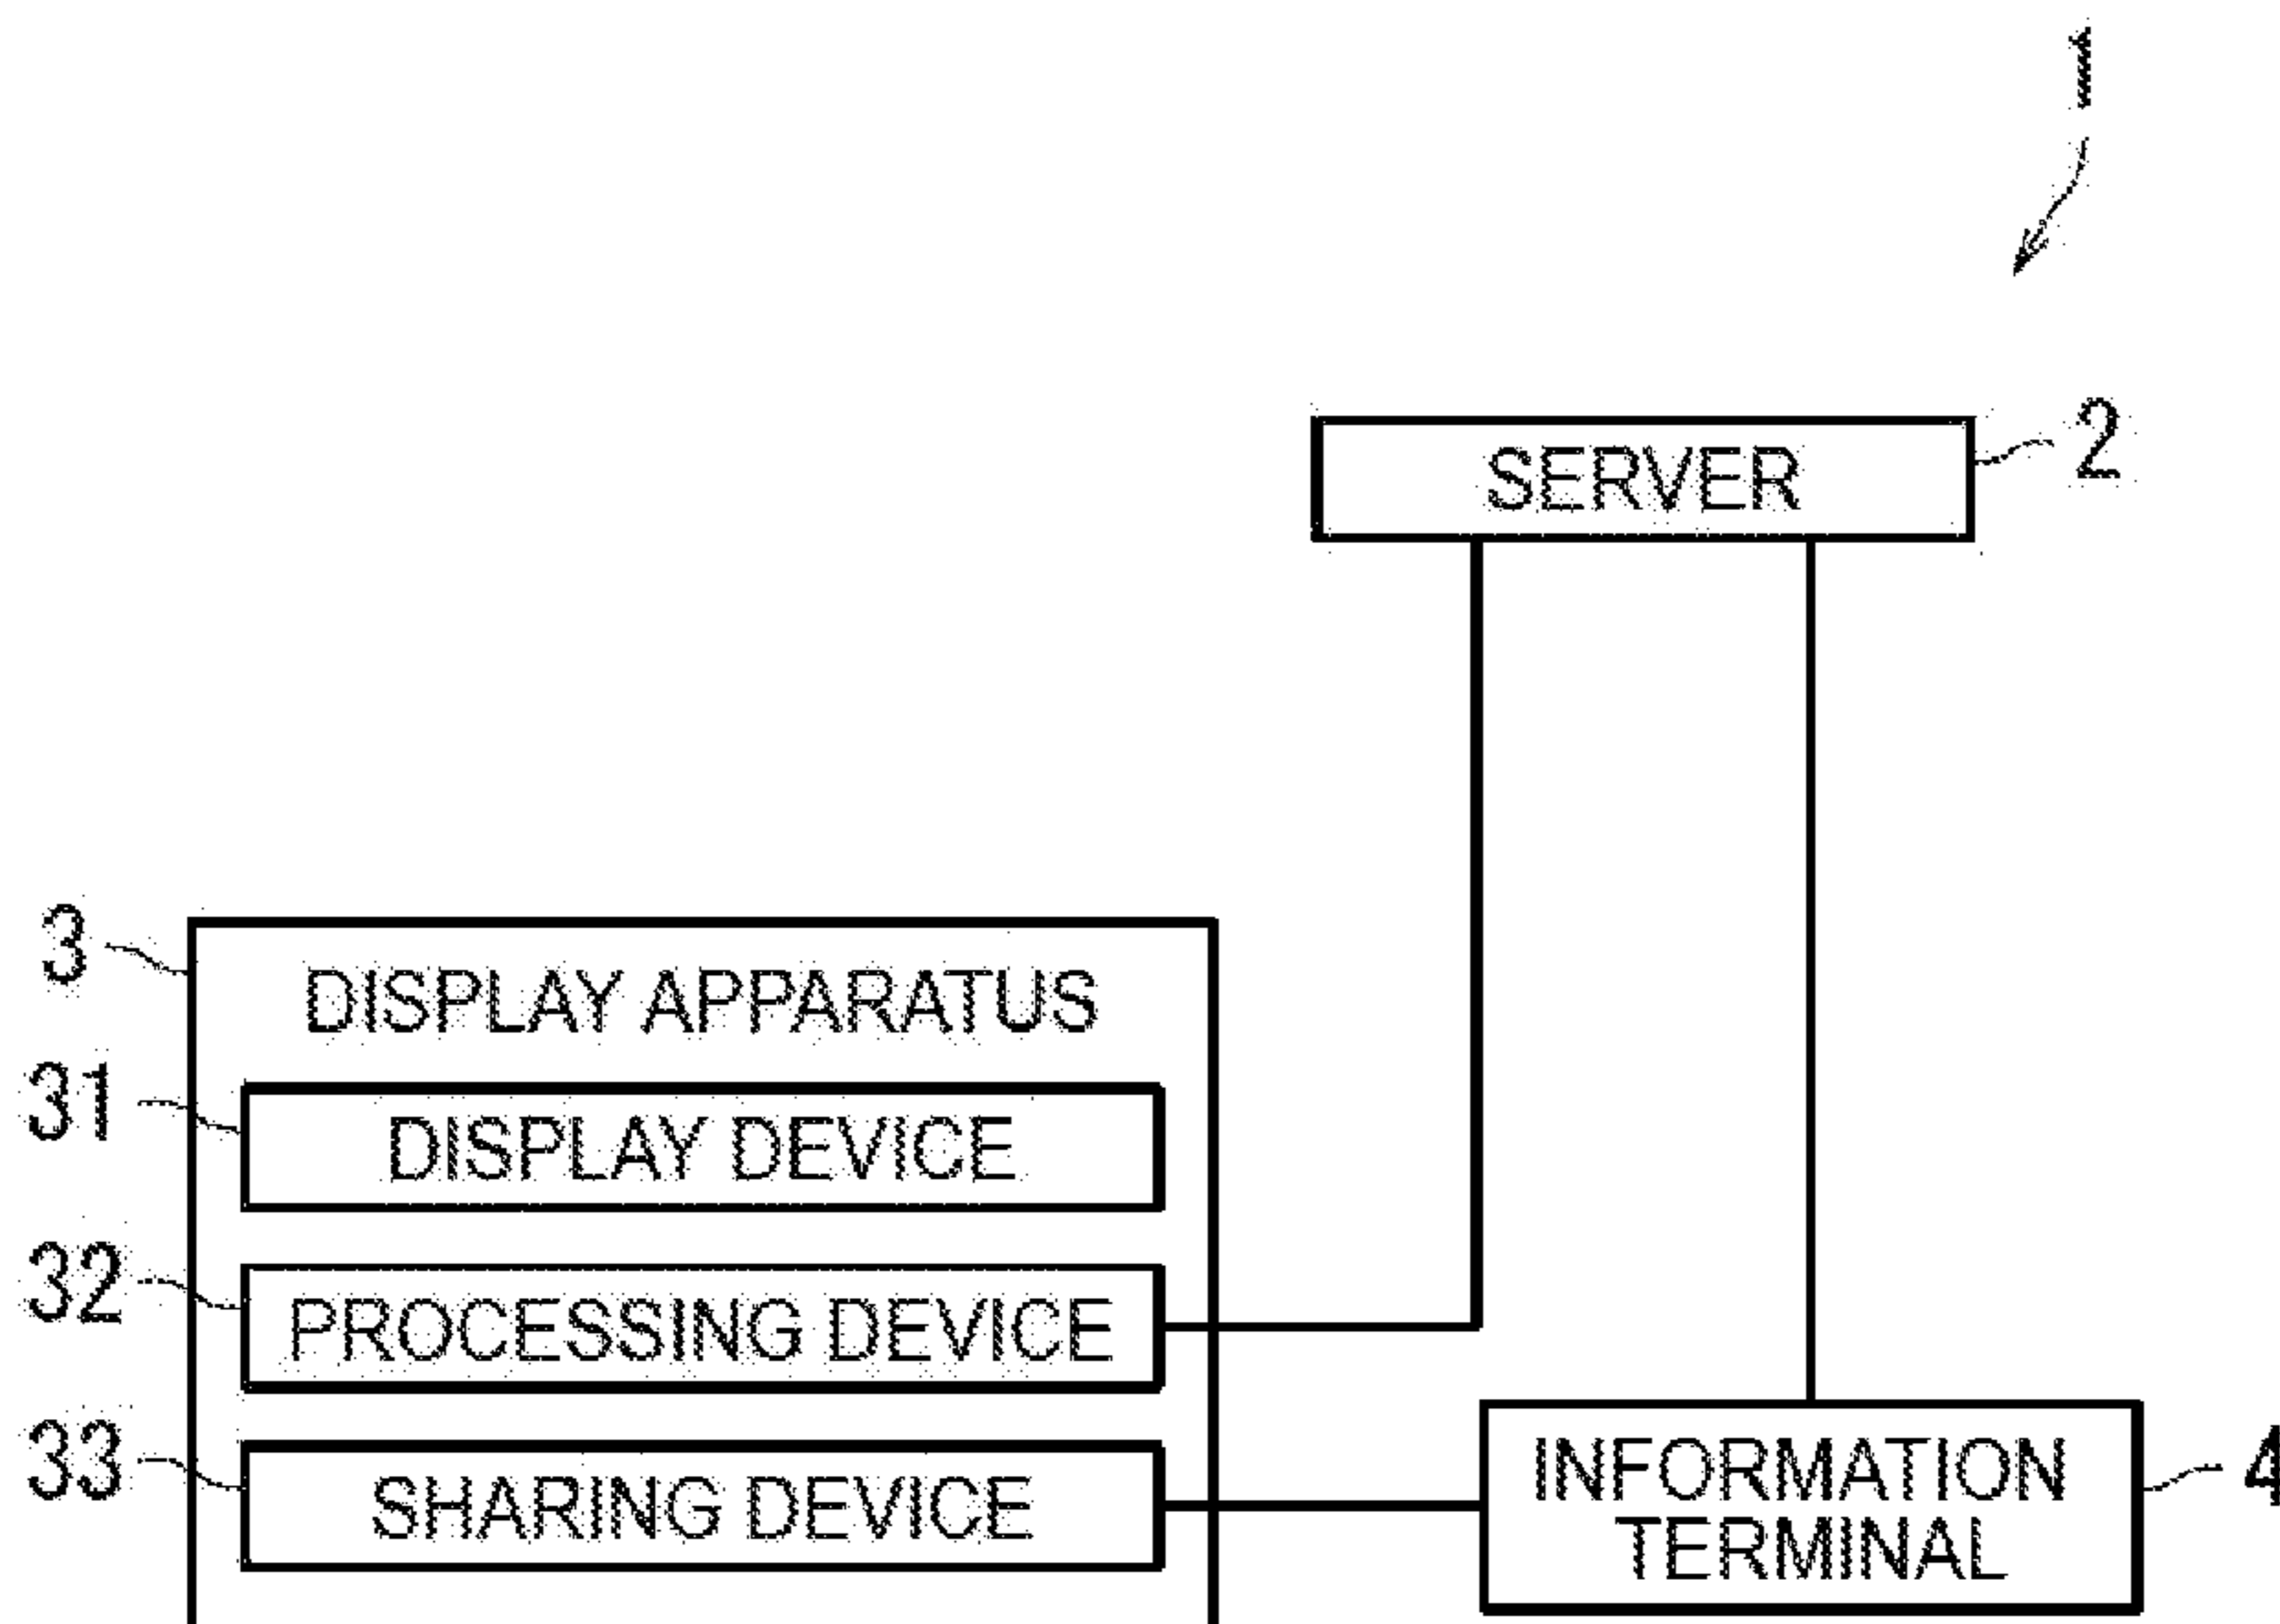 1
SERVER
2
3
DISPLAY APPARATUS
31
DISPLAY DEVICE
32
PROCESSING DEVICE
33
SHARING DEVICE
INFORMATION
TERMINAL
4